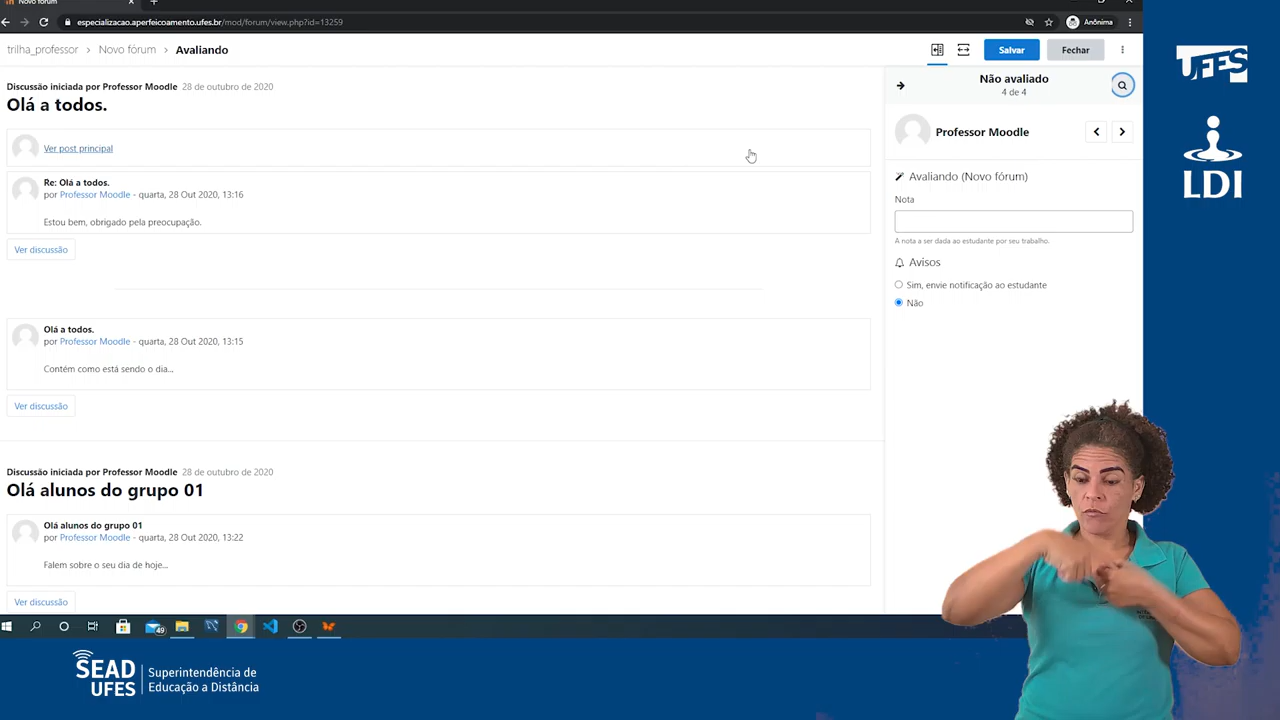 Novo fórum
especializacao.aperfeicoamento.ufes.br/mod/forum/view.php?id=13259
Anônima
trilha_professor > Novo fórum > Avaliando
Salvar
Fechar
Discussão iniciada por Professor Moodle 28 de outubro de 2020
Olá a todos.
Ver post principal
Re: Olá a todos.
por Professor Moodle - quarta, 28 Out 2020, 13:16
Estou bem, obrigado pela preocupação.
Ver discussão
Olá a todos.
por Professor Moodle - quarta, 28 Out 2020, 13:15
Contém como está sendo o dia...
Ver discussão
Discussão iniciada por Professor Moodle 28 de outubro de 2020
Olá alunos do grupo 01
Olá alunos do grupo 01
por Professor Moodle - quarta, 28 Out 2020, 13:22
Falem sobre o seu dia de hoje...
Ver discussão
Não avaliado
4 de 4
Professor Moodle
Avaliando (Novo fórum)
Nota
A nota a ser dada ao estudante por seu trabalho.
Avisos
Sim, envie notificação ao estudante
Não
UFES
LDI
49
SEAD
UFES
Superintendência de
Educação a Distância